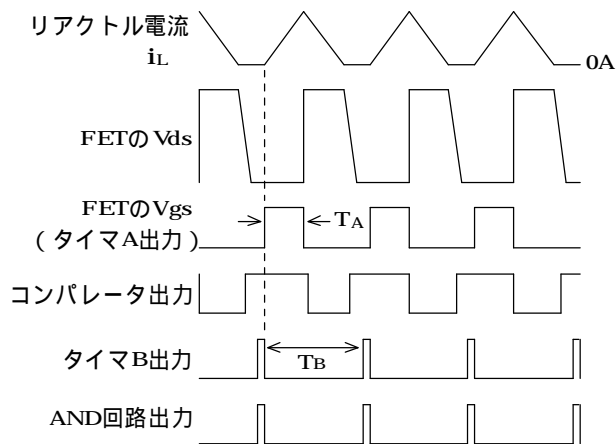 リアクトル電流
iL
0A
FETのVds
FETのVgs
(タイマA出力)
TA
コンパレータ出力
タイマB出力
TB
AND回路出力